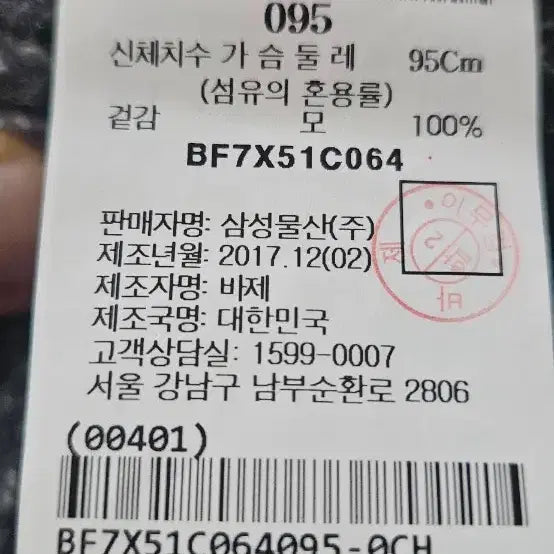 095
신체치수 가 슴 둘 레 95Cm
(섬유의 혼용률)
겉감 모 100%
BF7X51C064
판매자명: 삼성물산(주)
제조년월: 2017.12(02)
제조자명: 바제
제조국명: 대한민국
고객상담실: 1599-0007
서울 강남구 남부순환로 2806
(00401)
BF7X51C064095-0CH